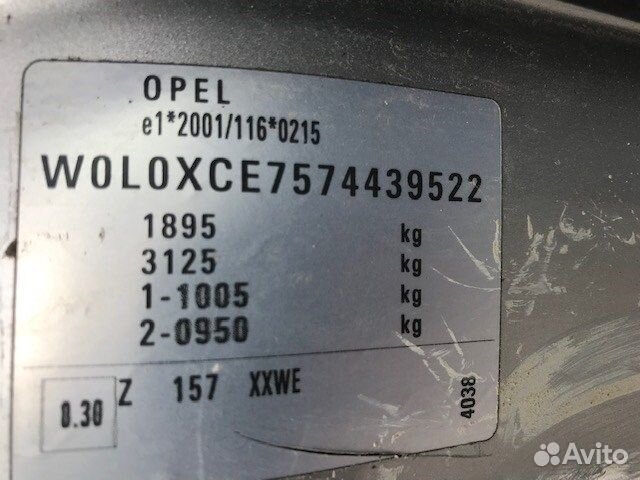 OPEL
e1*2001/116*0215
W0L0XCE7574439522
1895 kg
3125 kg
1-1005 kg
2-0950 kg
0.30 Z 157 XXWE
4038
Avito